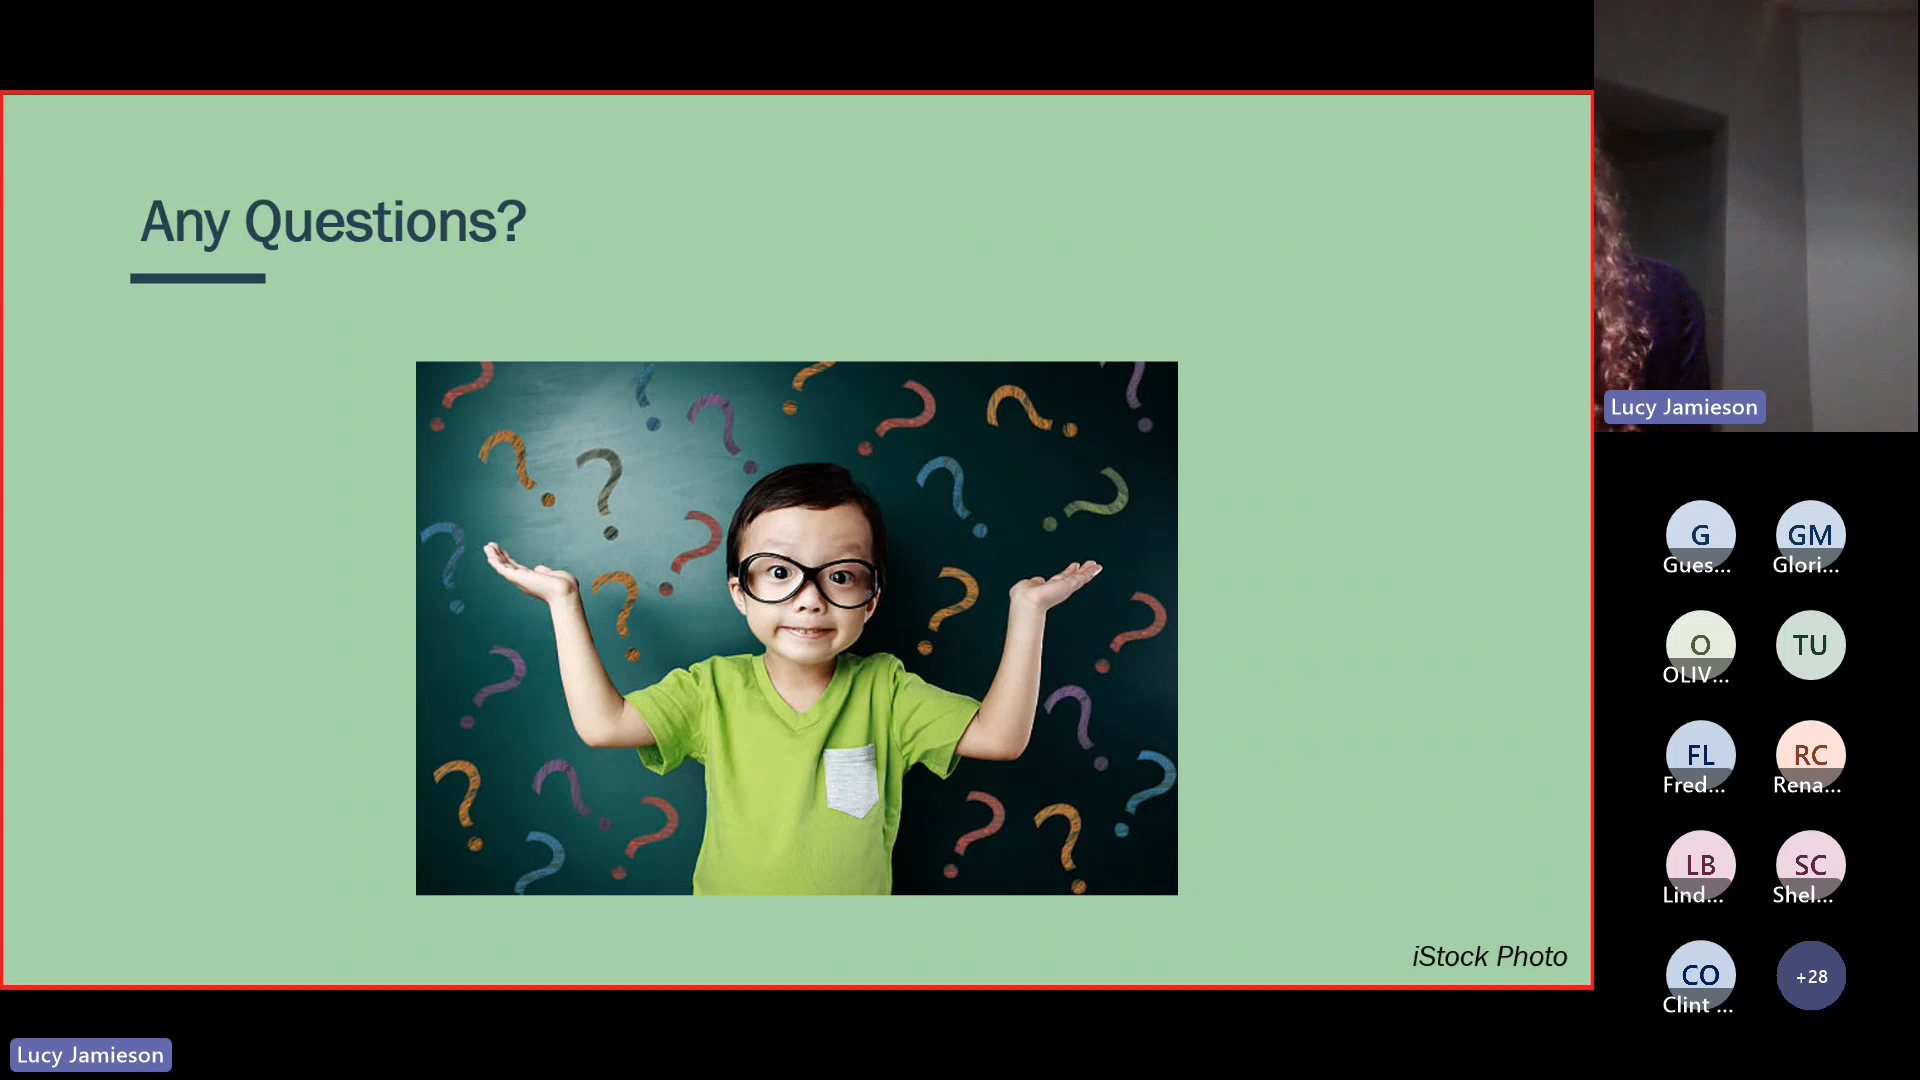 Any Questions?
iStock Photo
Lucy Jamieson
Lucy Jamieson
G
Gues...
GM
Glori...
O
OLIV...
TU
FL
Fred...
RC
Rena...
LB
Lind...
SC
Shel...
CO
Clint ...
+28